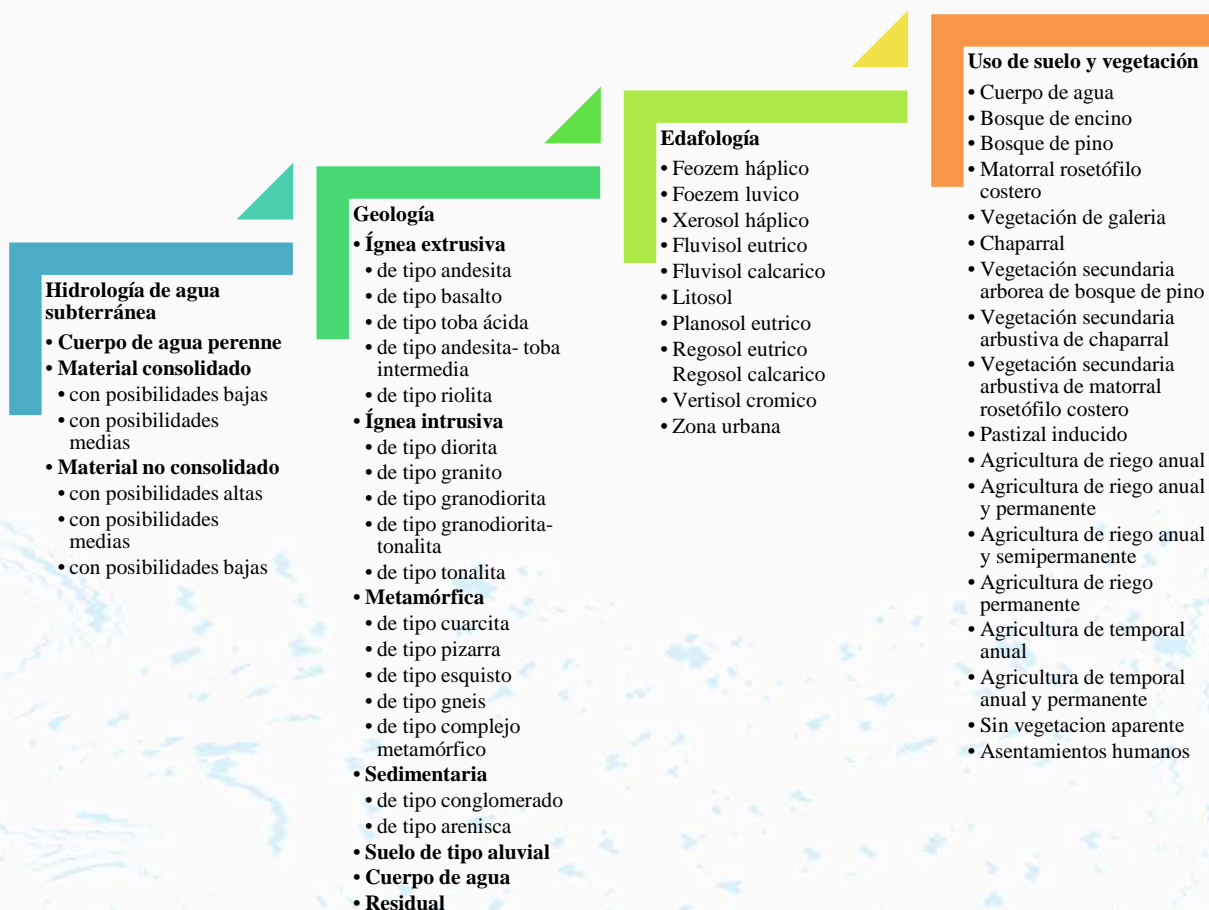 Hidrología de agua
subterránea
• Cuerpo de agua perenne
• Material consolidado
• con posibilidades bajas
• con posibilidades
medias
• Material no consolidado
• con posibilidades altas
• con posibilidades
medias
• con posibilidades bajas
Geología
• Ígnea extrusiva
• de tipo andesita
• de tipo basalto
• de tipo toba ácida
• de tipo andesita- toba
intermedia
• de tipo riolita
• Ígnea intrusiva
• de tipo diorita
• de tipo granito
• de tipo granodiorita
• de tipo granodiorita-
tonalita
• de tipo tonalita
• Metamórfica
• de tipo cuarcita
• de tipo pizarra
• de tipo esquisto
• de tipo gneis
• de tipo complejo
metamórfico
• Sedimentaria
• de tipo conglomerado
• de tipo arenisca
• Suelo de tipo aluvial
• Cuerpo de agua
• Residual
Edafología
• Feozem háplico
• Foezem luvico
• Xerosol háplico
• Fluvisol eutrico
• Fluvisol calcarico
• Litosol
• Planosol eutrico
• Regosol eutrico
Regosol calcarico
• Vertisol cromico
• Zona urbana
Uso de suelo y vegetación
• Cuerpo de agua
• Bosque de encino
• Bosque de pino
• Matorral rosetófilo
costero
• Vegetación de galeria
• Chaparral
• Vegetación secundaria
arborea de bosque de pino
• Vegetación secundaria
arbustiva de chaparral
• Vegetación secundaria
arbustiva de matorral
rosetófilo costero
• Pastizal inducido
• Agricultura de riego anual
• Agricultura de riego anual
y permanente
• Agricultura de riego anual
y semipermanente
• Agricultura de riego
permanente
• Agricultura de temporal
anual
• Agricultura de temporal
anual y permanente
• Sin vegetacion aparente
• Asentamientos humanos